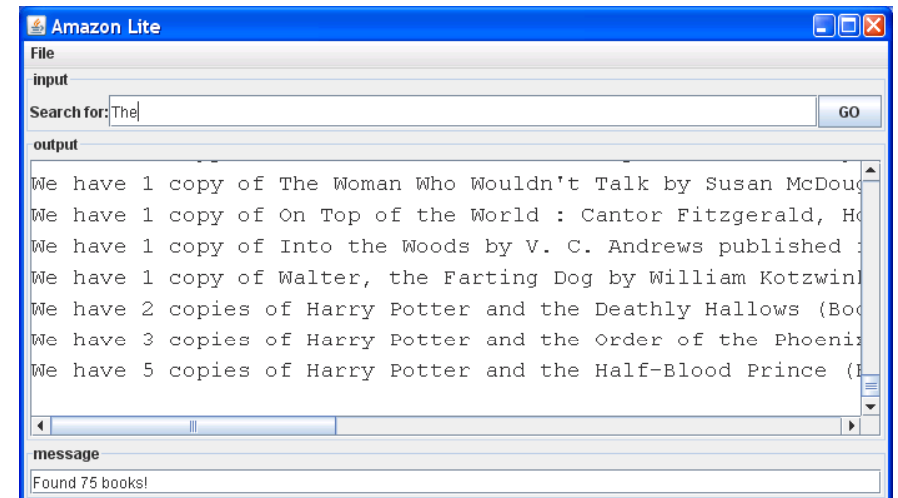 Amazon Lite
File
input
Search for: The
GO
output
We have 1 copy of The Woman Who Wouldn't Talk by Susan McDoug
We have 1 copy of On Top of the World : Cantor Fitzgerald, Ho
We have 1 copy of Into the Woods by V. C. Andrews published
We have 1 copy of Walter, the Farting Dog by William Kotzwinl
We have 2 copies of Harry Potter and the Deathly Hallows (Boo
We have 3 copies of Harry Potter and the Order of the Phoenix
We have 5 copies of Harry Potter and the Half-Blood Prince (
message
Found 75 books!